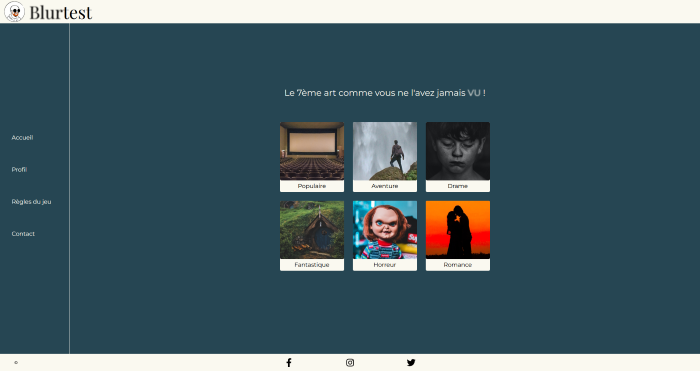 Blurtest
Le 7ème art comme vous ne l'avez jamais VU !
Accueil
Profil
Règles du jeu
Contact
Populaire
Aventure
Drame
Fantastique
Horreur
Romance
©